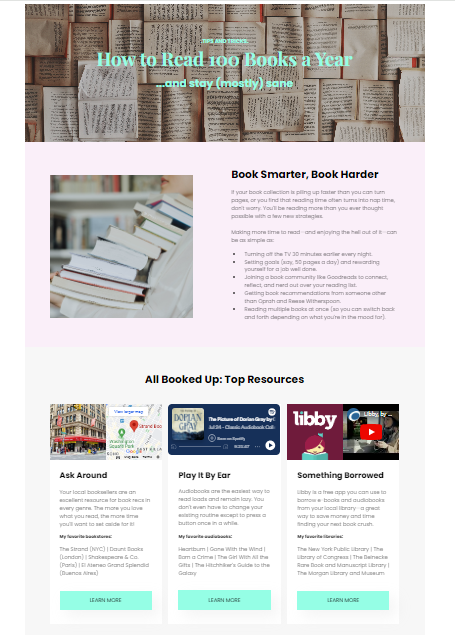 TIPS AND TRICKS
How to Read 100 Books a Year
...and stay (mostly) sane
Book Smarter, Book Harder
If your book collection is piling up faster than you can turn
pages, or you find that reading time often turns into nap time,
don't worry. You'll be reading more than you ever thought
possible with a few new strategies.
Making more time to read - and enjoying the hell out of it - can
be as simple as:
• Turning off the TV 30 minutes earlier every night.
• Setting goals (say, 50 pages a day) and rewarding
yourself for a job well done.
• Joining a book community like Goodreads to connect,
reflect, and nerd out over your reading list.
• Getting book recommendations from someone other
than Oprah and Reese Witherspoon.
• Reading multiple books at once (so you can switch back
and forth depending on what you're in the mood for).
All Booked Up: Top Resources
View larger map
Strand Boo
Washington
Square Park
Google
Ask Around
Your local booksellers are an
excellent resource for book recs in
every genre. The more you love
what you read, the more time
you'll want to set aside for it!
My favorite bookstores:
The Strand (NYC) | Daunt Books
(London) | Shakespeare & Co.
(Paris) | El Ateneo Grand Splendid
(Buenos Aires)
LEARN MORE
DORIAN
GRAY
The Picture of Dorian Gray by
Jul 24 · Classic Audiobook Coll
Save on Spotify
Play It By Ear
Audiobooks are the easiest way to
read loads and remain lazy. You
don't even have to change your
existing routine except to press a
button once in a while.
My favorite audiobooks:
Heartburn | Gone With the Wind |
Born a Crime | The Girl With All the
Gifts | The Hitchhiker's Guide to the
Galaxy
LEARN MORE
libby
Libby, by
Something Borrowed
Libby is a free app you can use to
borrow e-books and audiobooks
from your local library - a great
way to save money and time
finding your next book crush.
My favorite libraries:
The New York Public Library | The
Library of Congress | The Beinecke
Rare Book and Manuscript Library |
The Morgan Library and Museum
LEARN MORE